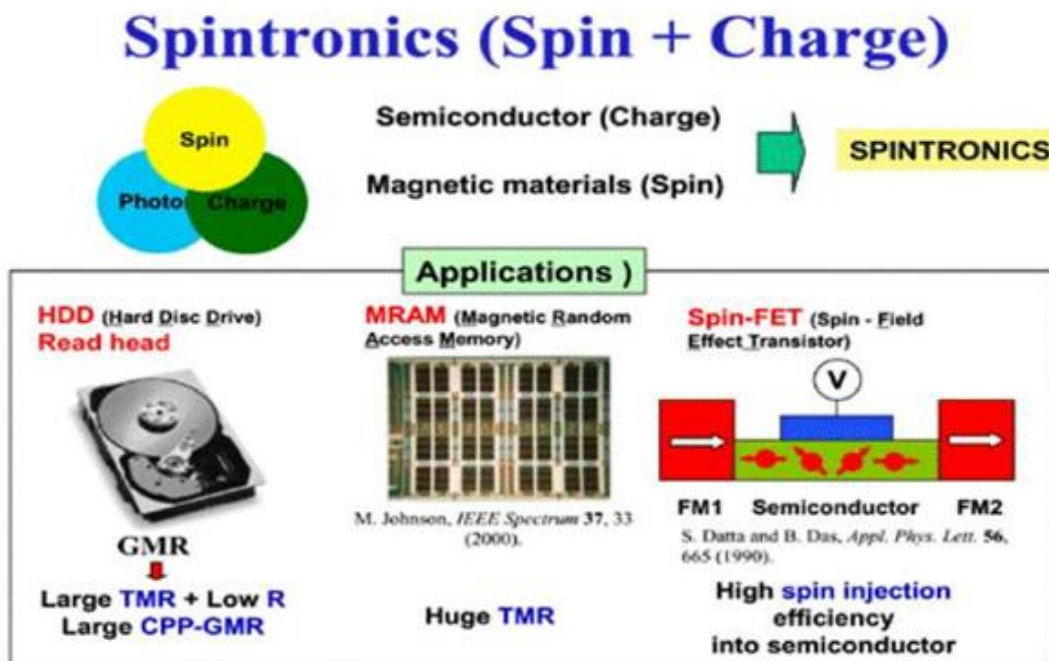 Spintronics (Spin + Charge)
Spin
Photo
Charge
Semiconductor (Charge)
Magnetic materials (Spin)
SPINTRONICS
Applications )
HDD (Hard Disc Drive)
Read head
GMR
Large TMR + Low R
Large CPP-GMR
MRAM (Magnetic Random
Access Memory)
M. Johnson, IEEE Spectrum 37, 33
(2000).
Huge TMR
Spin-FET (Spin - Field
Effect Transistor)
V
FM1 Semiconductor FM2
S. Datta and B. Das, Appl. Phys. Lett. 56,
665 (1990).
High spin injection
efficiency
into semiconductor